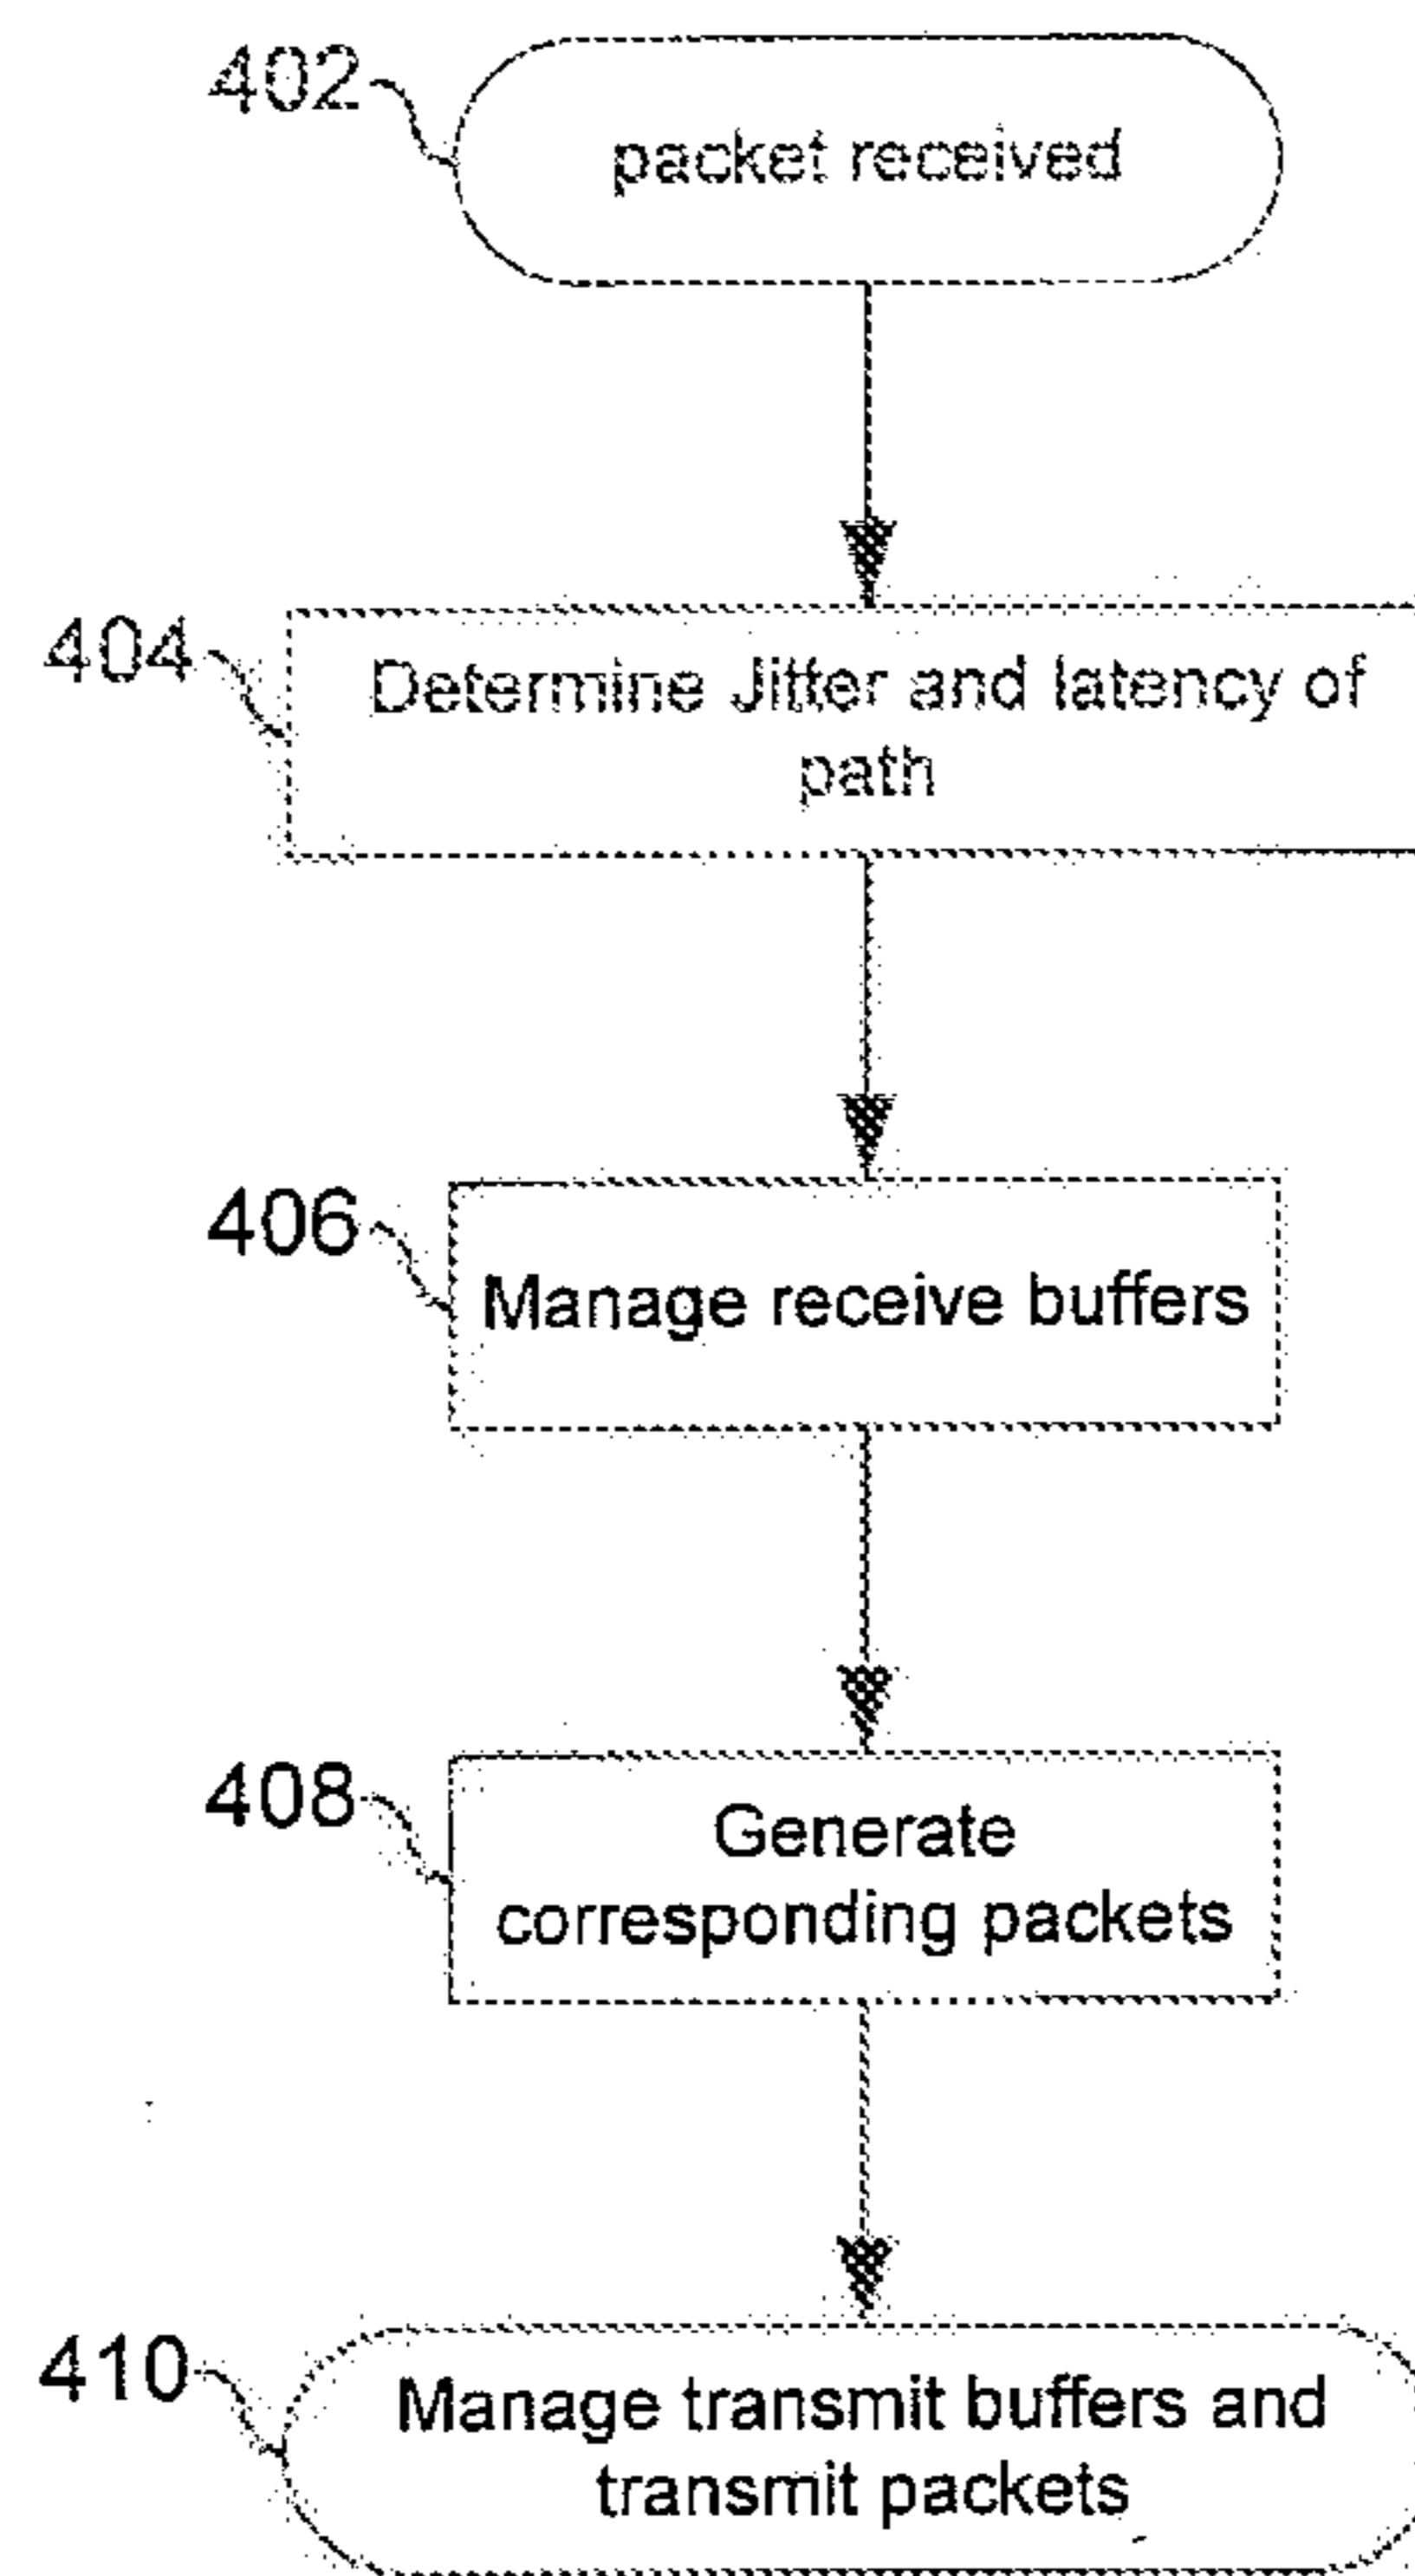 402
packet received
404
Determine Jitter and latency of
path
406
Manage receive buffers
408
Generate
corresponding packets
410
Manage transmit buffers and
transmit packets